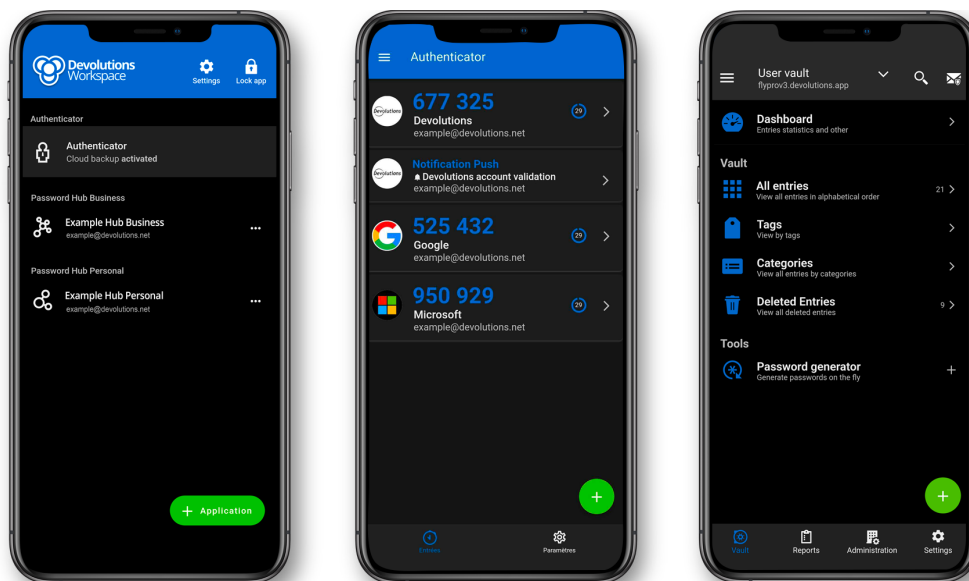 Devolutions
Workspace
Settings
Lock app
Authenticator
Authenticator
Cloud backup activated
Password Hub Business
Example Hub Business
example@devolutions.net
Password Hub Personal
Example Hub Personal
example@devolutions.net
+ Application
Authenticator
Devolutions
677 325
Devolutions
example@devolutions.net
29
Devolutions
Notification Push
Devolutions account validation
example@devolutions.net
525 432
Google
example@devolutions.net
29
950 929
Microsoft
example@devolutions.net
29
Entrées
Paramètres
User vault
flyprov3.devolutions.app
Dashboard
Entries statistics and other
Vault
All entries
View all entries in alphabetical order
21
Tags
View by tags
Categories
View all entries by categories
Deleted Entries
View all deleted entries
9
Tools
Password generator
Generate passwords on the fly
Vault
Reports
Administration
Settings